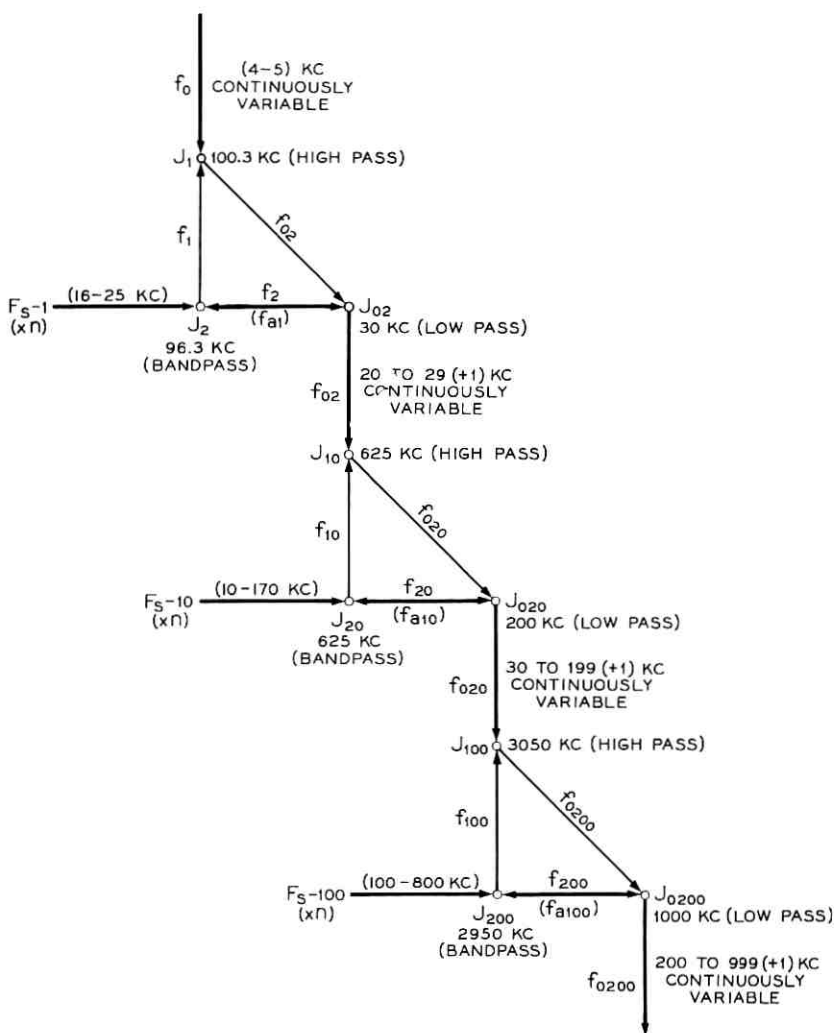 (4-5) KC
CONTINUOUSLY
VARIABLE
f0
J1 100.3 KC (HIGH PASS)
f1
f02
FS-1
(xn)
(16-25 KC)
f2
(fa1)
J2
96.3 KC
(BANDPASS)
J02
30 KC (LOW PASS)
f02
20 TO 29 (+1) KC
CONTINUOUSLY
VARIABLE
J10 625 KC (HIGH PASS)
f10
f020
FS-10
(xn)
(10-170 KC)
f20
(fa10)
J20
625 KC
(BANDPASS)
J020
200 KC (LOW PASS)
f020
30 TO 199 (+1) KC
CONTINUOUSLY
VARIABLE
J100 3050 KC (HIGH PASS)
f100
f0200
FS-100
(xn)
(100-800 KC)
f200
(fa100)
J200
2950 KC
(BANDPASS)
J0200
1000 KC (LOW PASS)
f0200
200 TO 999 (+1) KC
CONTINUOUSLY
VARIABLE